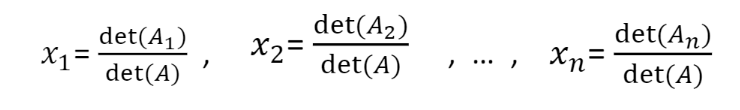 x₁= det(A₁)/det(A) , x₂= det(A₂)/det(A) , ... , xₙ= det(Aₙ)/det(A)